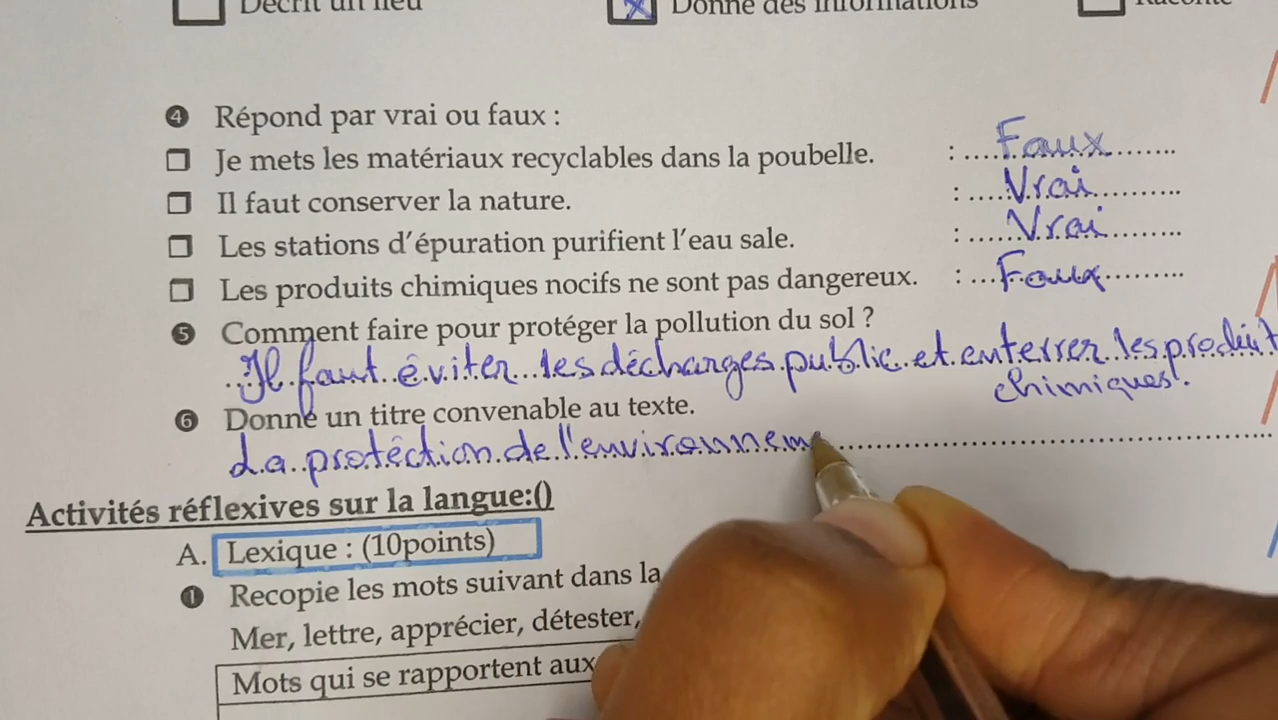 Décrit un lieu
x Donne des informations
Raconte
❹ Répond par vrai ou faux :
Je mets les matériaux recyclables dans la poubelle. : ....Faux.......
Il faut conserver la nature. : ....Vrai..........
Les stations d'épuration purifient l'eau sale. : ......Vrai.......
Les produits chimiques nocifs ne sont pas dangereux. : ...Faux.........
❺ Comment faire pour protéger la pollution du sol ?
Il faut éviter les décharges public et enterrer les produit
chimiques.
❻ Donne un titre convenable au texte.
La protéction de l'environnem
Activités réflexives sur la langue:()
A. Lexique : (10points)
❶ Recopie les mots suivant dans la
Mer, lettre, apprécier, détester,
Mots qui se rapportent aux